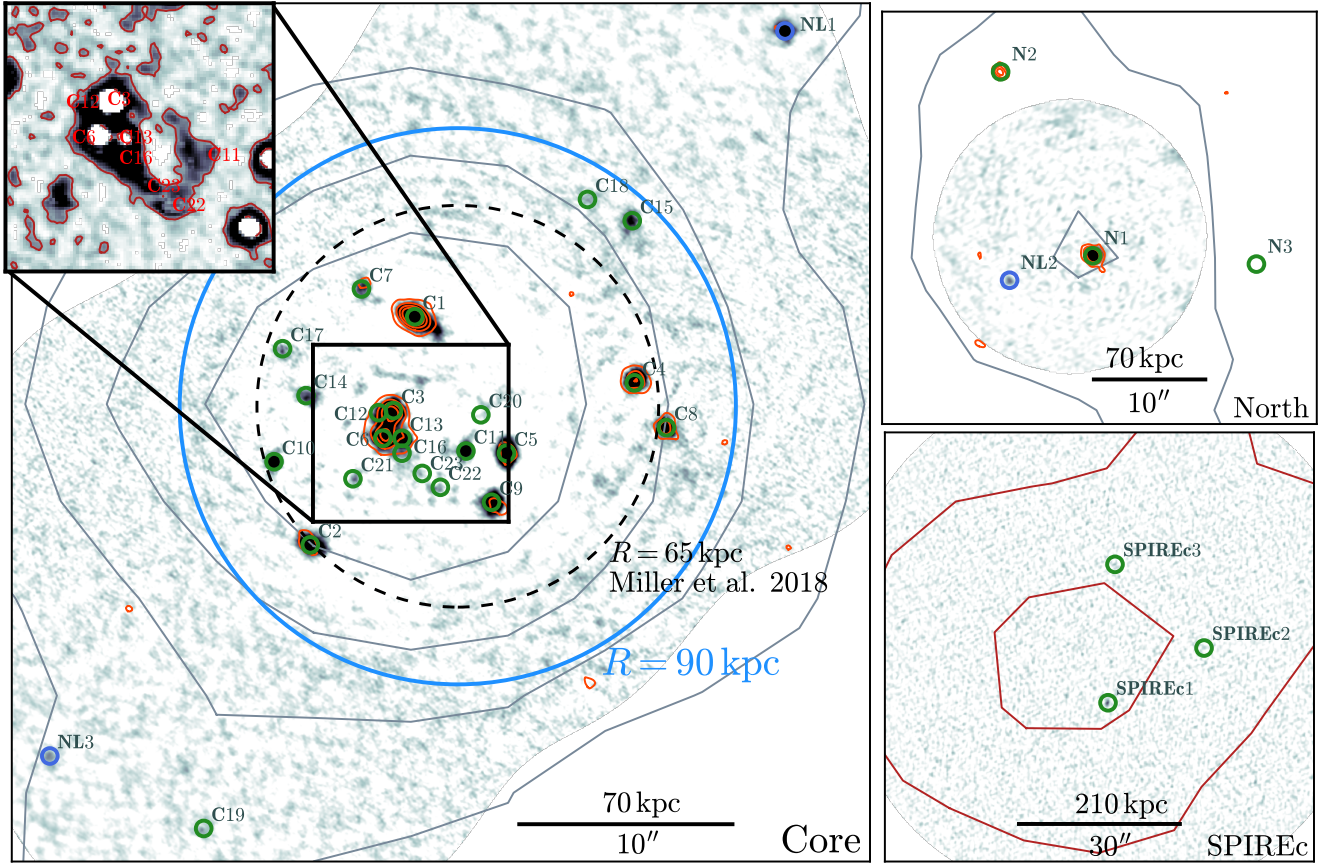 C12
C3
C6
C13
C16
C11
C23
C22
NL1
C18
C15
C7
C1
C17
C14
C4
C3
C12
C20
C8
C13
C6
C11
C5
C16
C10
C23
C21
C22
C9
C2
R = 65 kpc
Miller et al. 2018
R = 90 kpc
NL3
C19
70 kpc
10″
Core
N2
N1
N3
NL2
70 kpc
10″
North
SPIREc3
SPIREc2
SPIREc1
210 kpc
30″
SPIREc